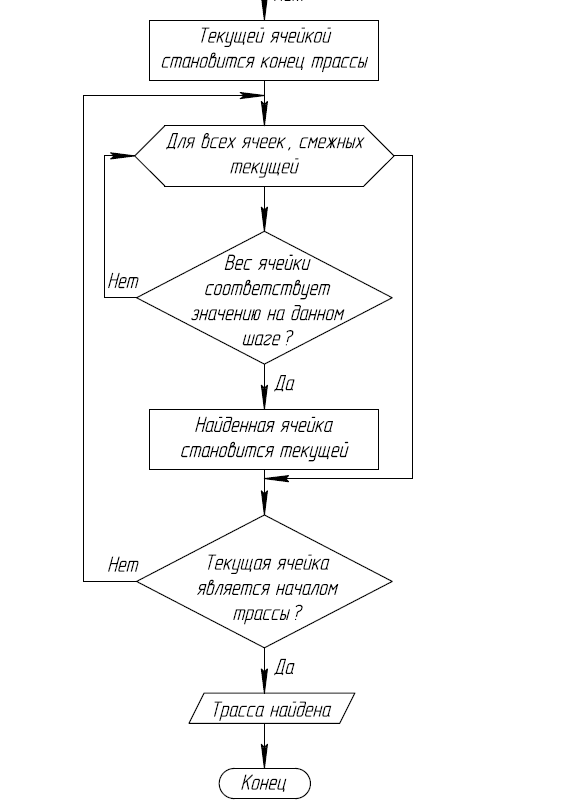 Нет
Текущей ячейкой
становится конец трассы
Для всех ячеек, смежных
текущей
Вес ячейки
соответствует
значению на данном
шаге?
Нет
Да
Найденная ячейка
становится текущей
Нет
Текущая ячейка
является началом
трассы?
Да
Трасса найдена
Конец